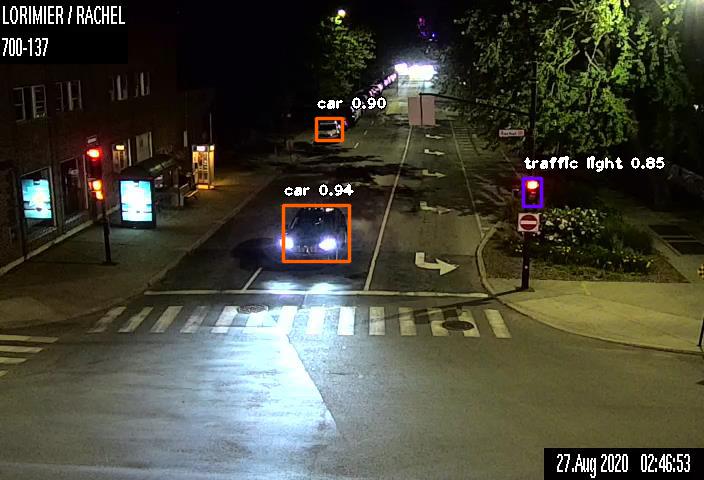 LORIMIER / RACHEL
700-137
car 0.90
traffic light 0.85
car 0.94
27.Aug 2020 02:46:53